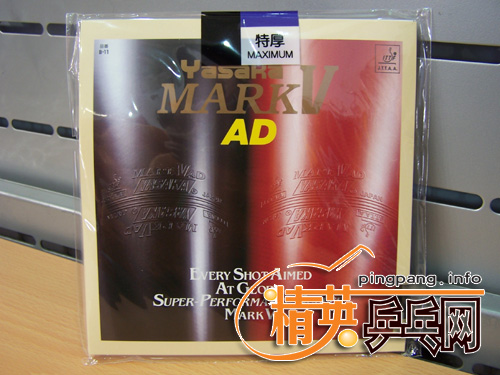 特厚
MAXIMUM
B-11
I.T.T.A.A.
Yasaka
MARK V
AD
EVERY SHOT AIMED
AT GLO
SUPER-PERFORMA
MARK V
pingpang.info
精英乒乓网